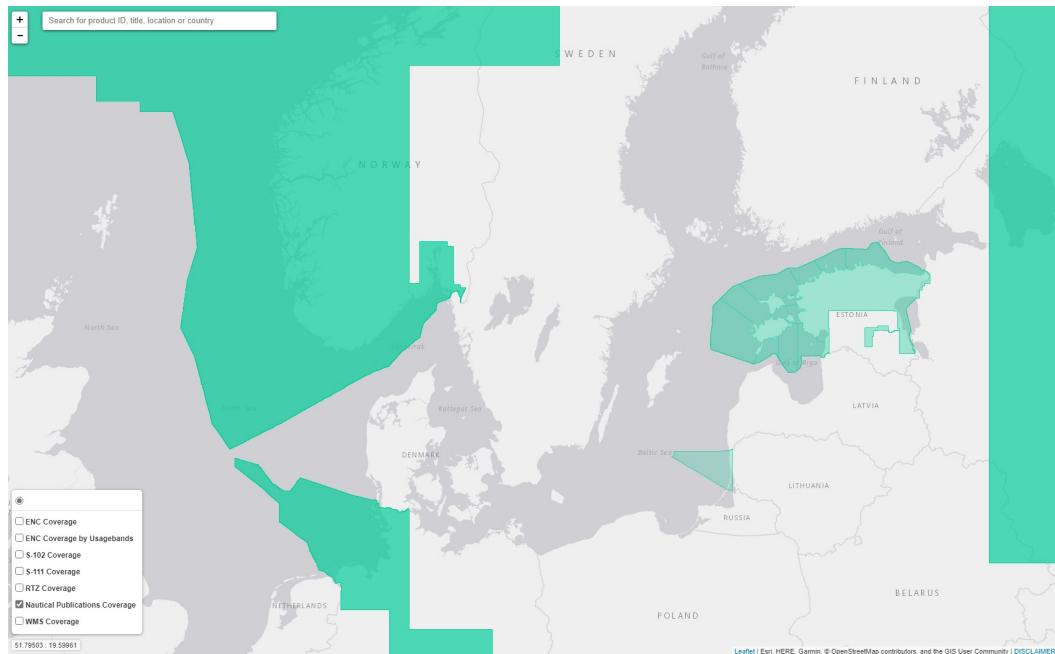 +
Search for product ID, title, location or country
−
SWEDEN
Gulf of
Bothnia
FINLAND
NORWAY
Gulf of
Finland
North Sea
ESTONIA
Skagerrak
Gulf of Riga
North Sea
Kattegat Sea
LATVIA
DENMARK
Baltic Sea
LITHUANIA
RUSSIA
ENC Coverage
ENC Coverage by Usagebands
S-102 Coverage
S-111 Coverage
RTZ Coverage
Nautical Publications Coverage
WMS Coverage
NETHERLANDS
BELARUS
POLAND
51.79503 : 19.59961
Leaflet | Esri, HERE, Garmin, © OpenStreetMap contributors, and the GIS User Community | DISCLAIMER